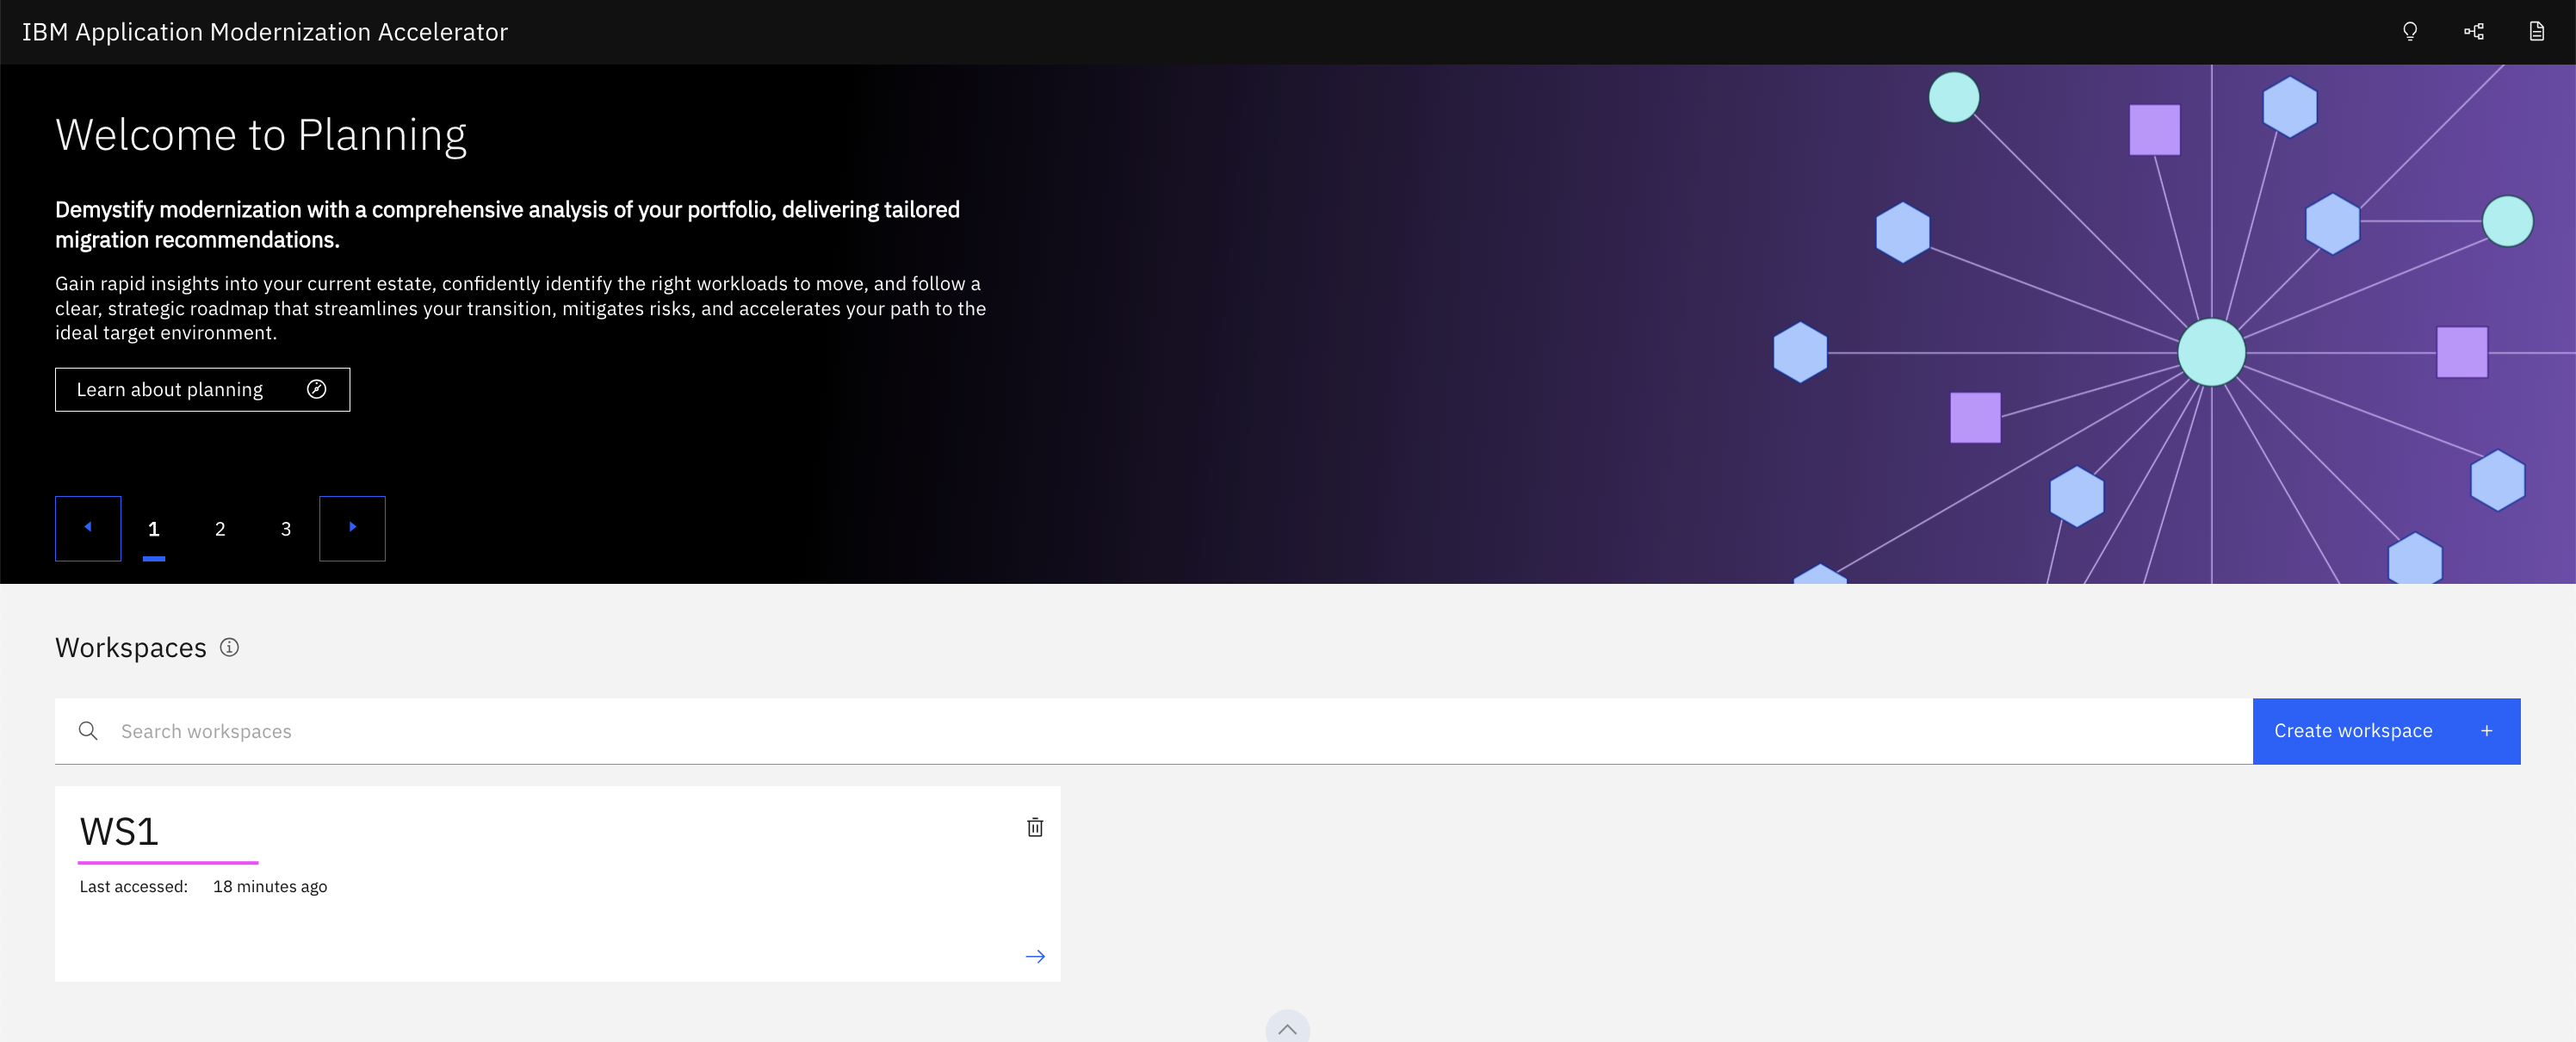 IBM Application Modernization Accelerator
Welcome to Planning
Demystify modernization with a comprehensive analysis of your portfolio, delivering tailored
migration recommendations.
Gain rapid insights into your current estate, confidently identify the right workloads to move, and follow a
clear, strategic roadmap that streamlines your transition, mitigates risks, and accelerates your path to the
ideal target environment.
Learn about planning
1 2 3
Workspaces
Search workspaces
Create workspace +
WS1
Last accessed: 18 minutes ago